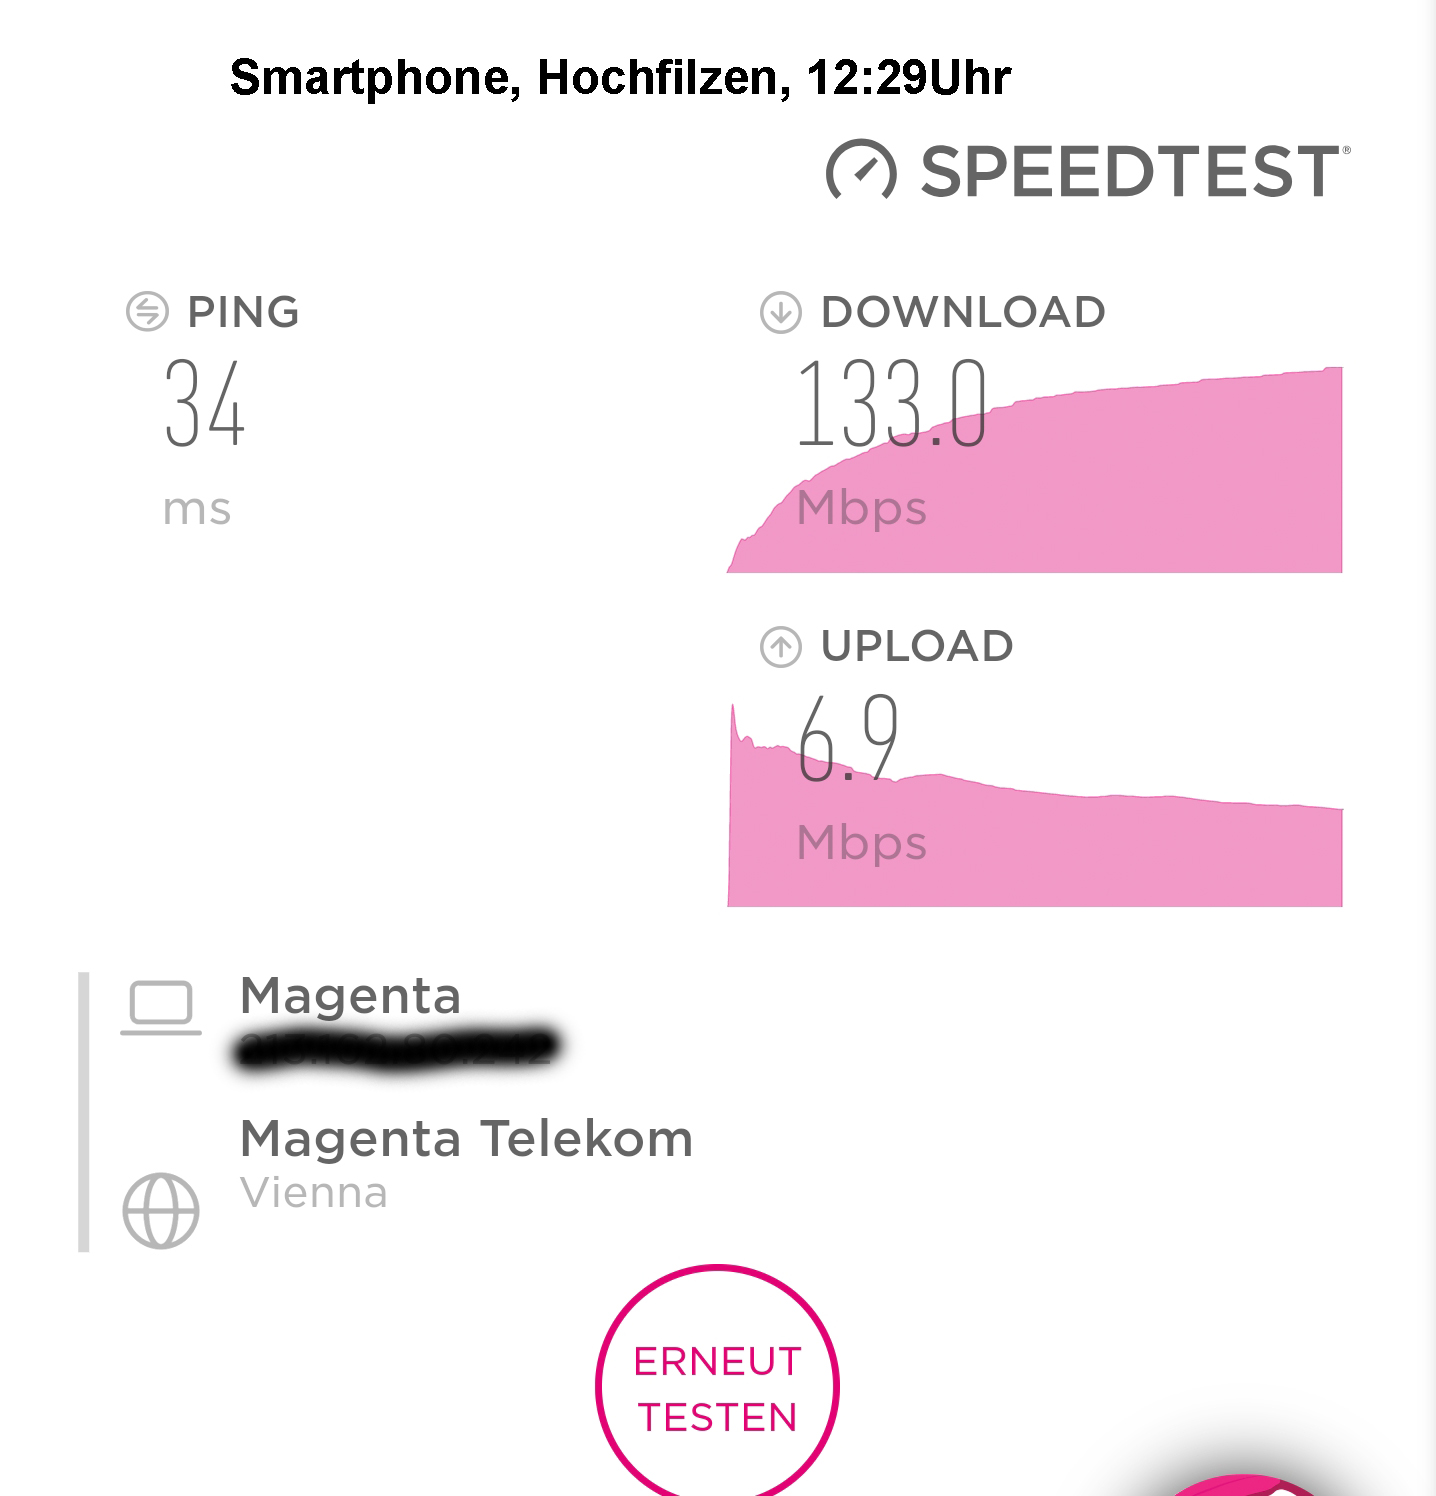 Smartphone, Hochfilzen, 12:29Uhr
SPEEDTEST®
PING
34
ms
DOWNLOAD
133.0
Mbps
UPLOAD
6.9
Mbps
Magenta
Magenta Telekom
Vienna
ERNEUT
TESTEN